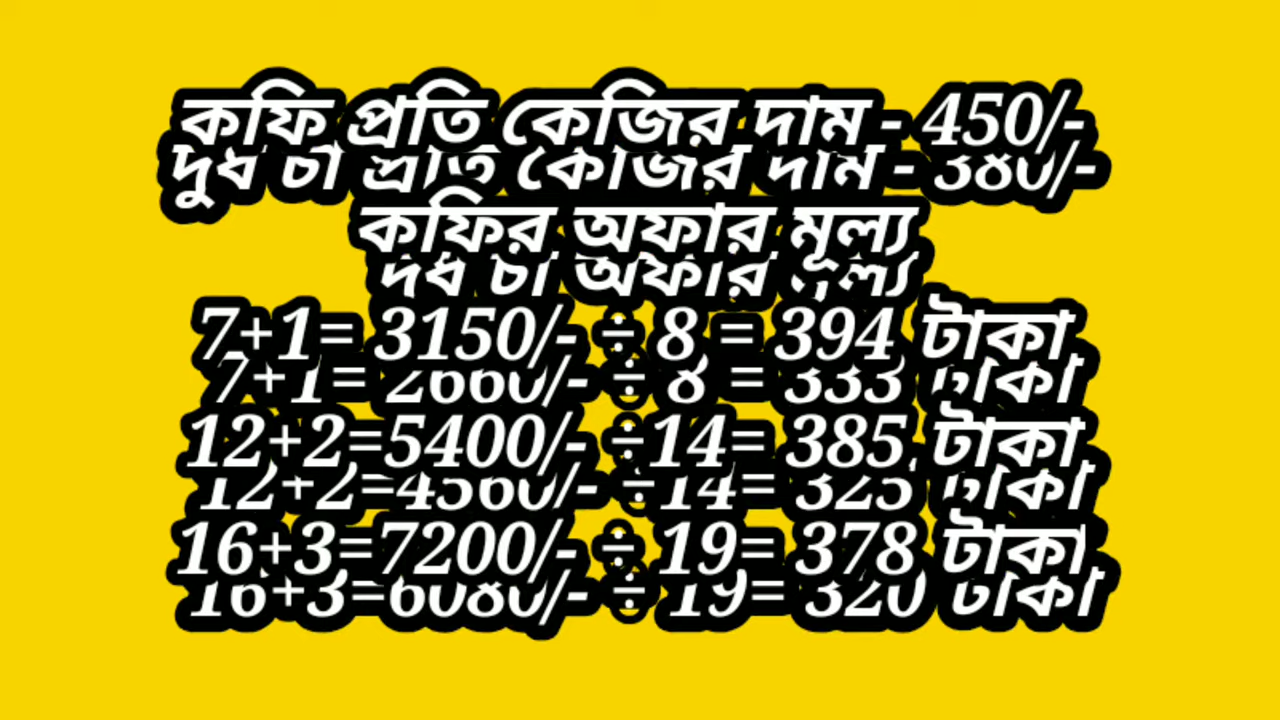 কফি প্রতি কেজির দাম - 450/-
দুধ চা প্রতি কেজির দাম - 380/-
কফির অফার মূল্য
দুধ চা অফার মূল্য
7+1= 3150/- ÷ 8 = 394 টাকা
7+1= 2660/- ÷ 8 = 333 টাকা
12+2=5400/- ÷14= 385 টাকা
12+2=4560/- ÷14= 325 টাকা
16+3=7200/- ÷ 19= 378 টাকা
16+3=6080/- ÷ 19= 320 টাকা